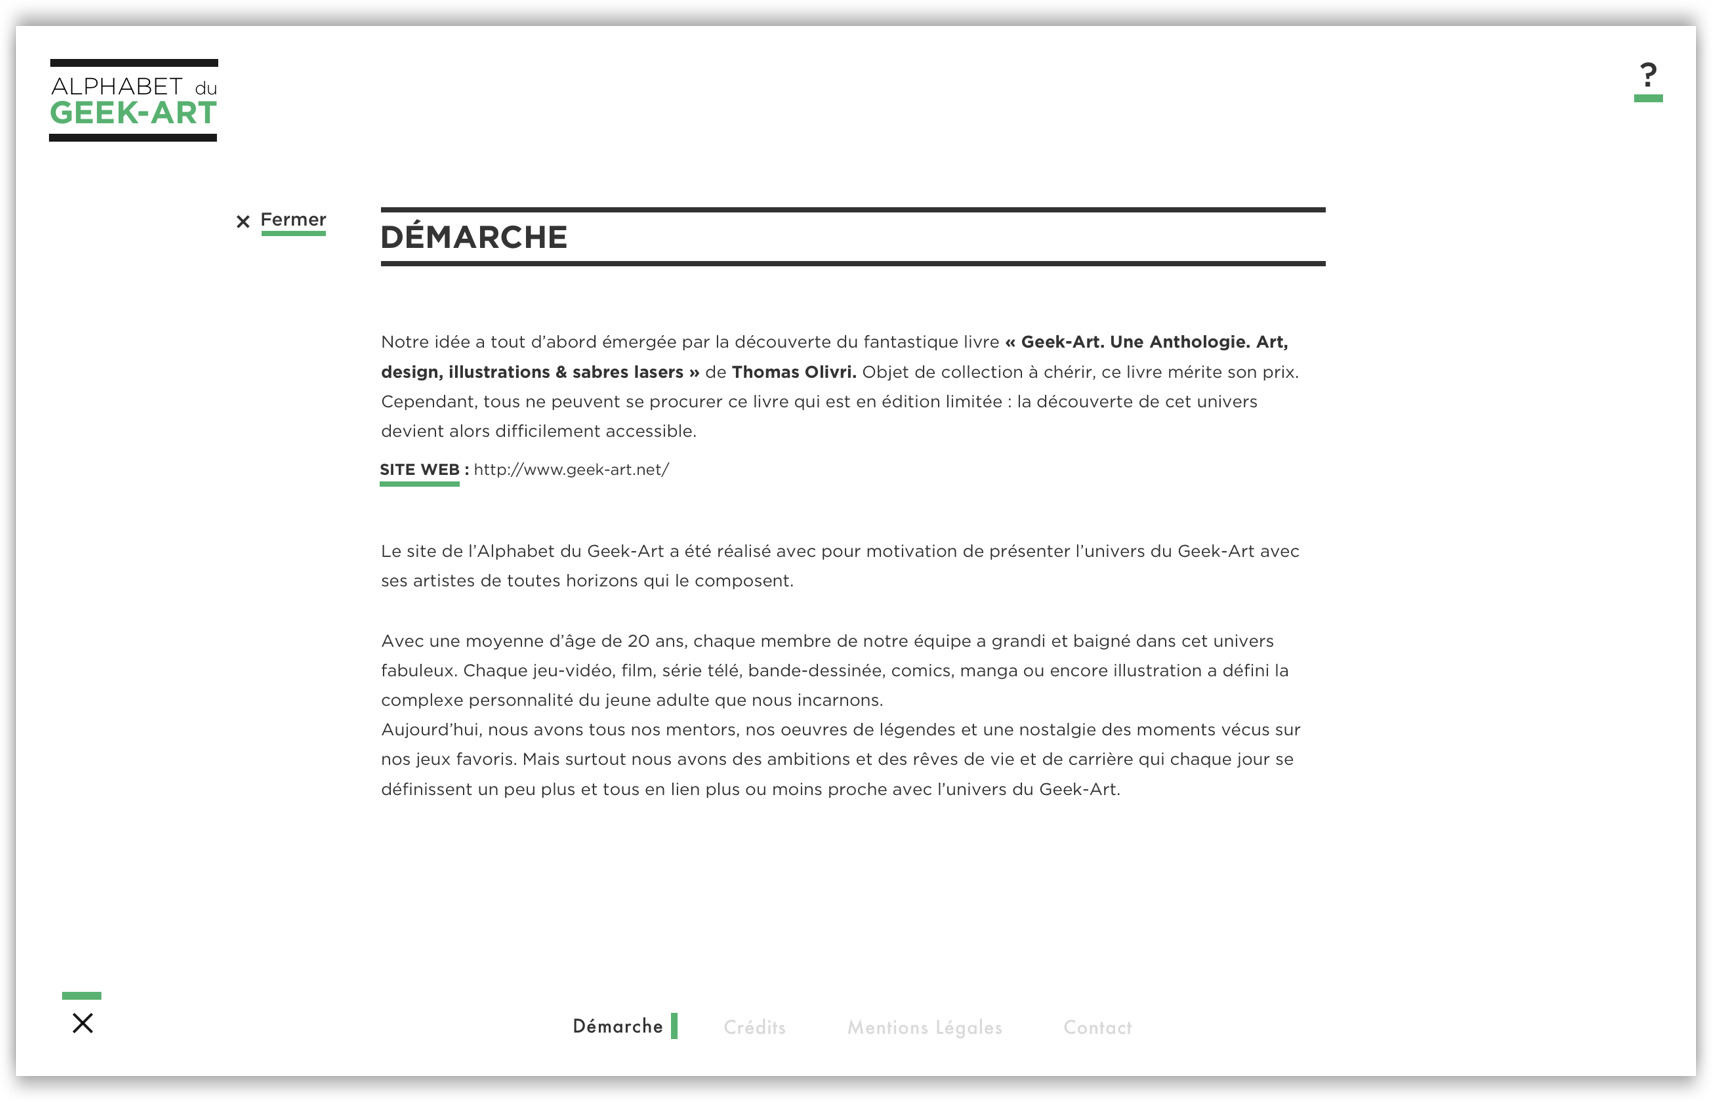 ALPHABET du
GEEK-ART
?
× Fermer
DÉMARCHE
Notre idée a tout d’abord émergée par la découverte du fantastique livre « Geek-Art. Une Anthologie. Art,
design, illustrations & sabres lasers » de Thomas Olivri. Objet de collection à chérir, ce livre mérite son prix.
Cependant, tous ne peuvent se procurer ce livre qui est en édition limitée : la découverte de cet univers
devient alors difficilement accessible.
SITE WEB : http://www.geek-art.net/
Le site de l’Alphabet du Geek-Art a été réalisé avec pour motivation de présenter l’univers du Geek-Art avec
ses artistes de toutes horizons qui le composent.
Avec une moyenne d’âge de 20 ans, chaque membre de notre équipe a grandi et baigné dans cet univers
fabuleux. Chaque jeu-vidéo, film, série télé, bande-dessinée, comics, manga ou encore illustration a défini la
complexe personnalité du jeune adulte que nous incarnons.
Aujourd’hui, nous avons tous nos mentors, nos oeuvres de légendes et une nostalgie des moments vécus sur
nos jeux favoris. Mais surtout nous avons des ambitions et des rêves de vie et de carrière qui chaque jour se
définissent un peu plus et tous en lien plus ou moins proche avec l’univers du Geek-Art.
×
Démarche Crédits Mentions Légales Contact